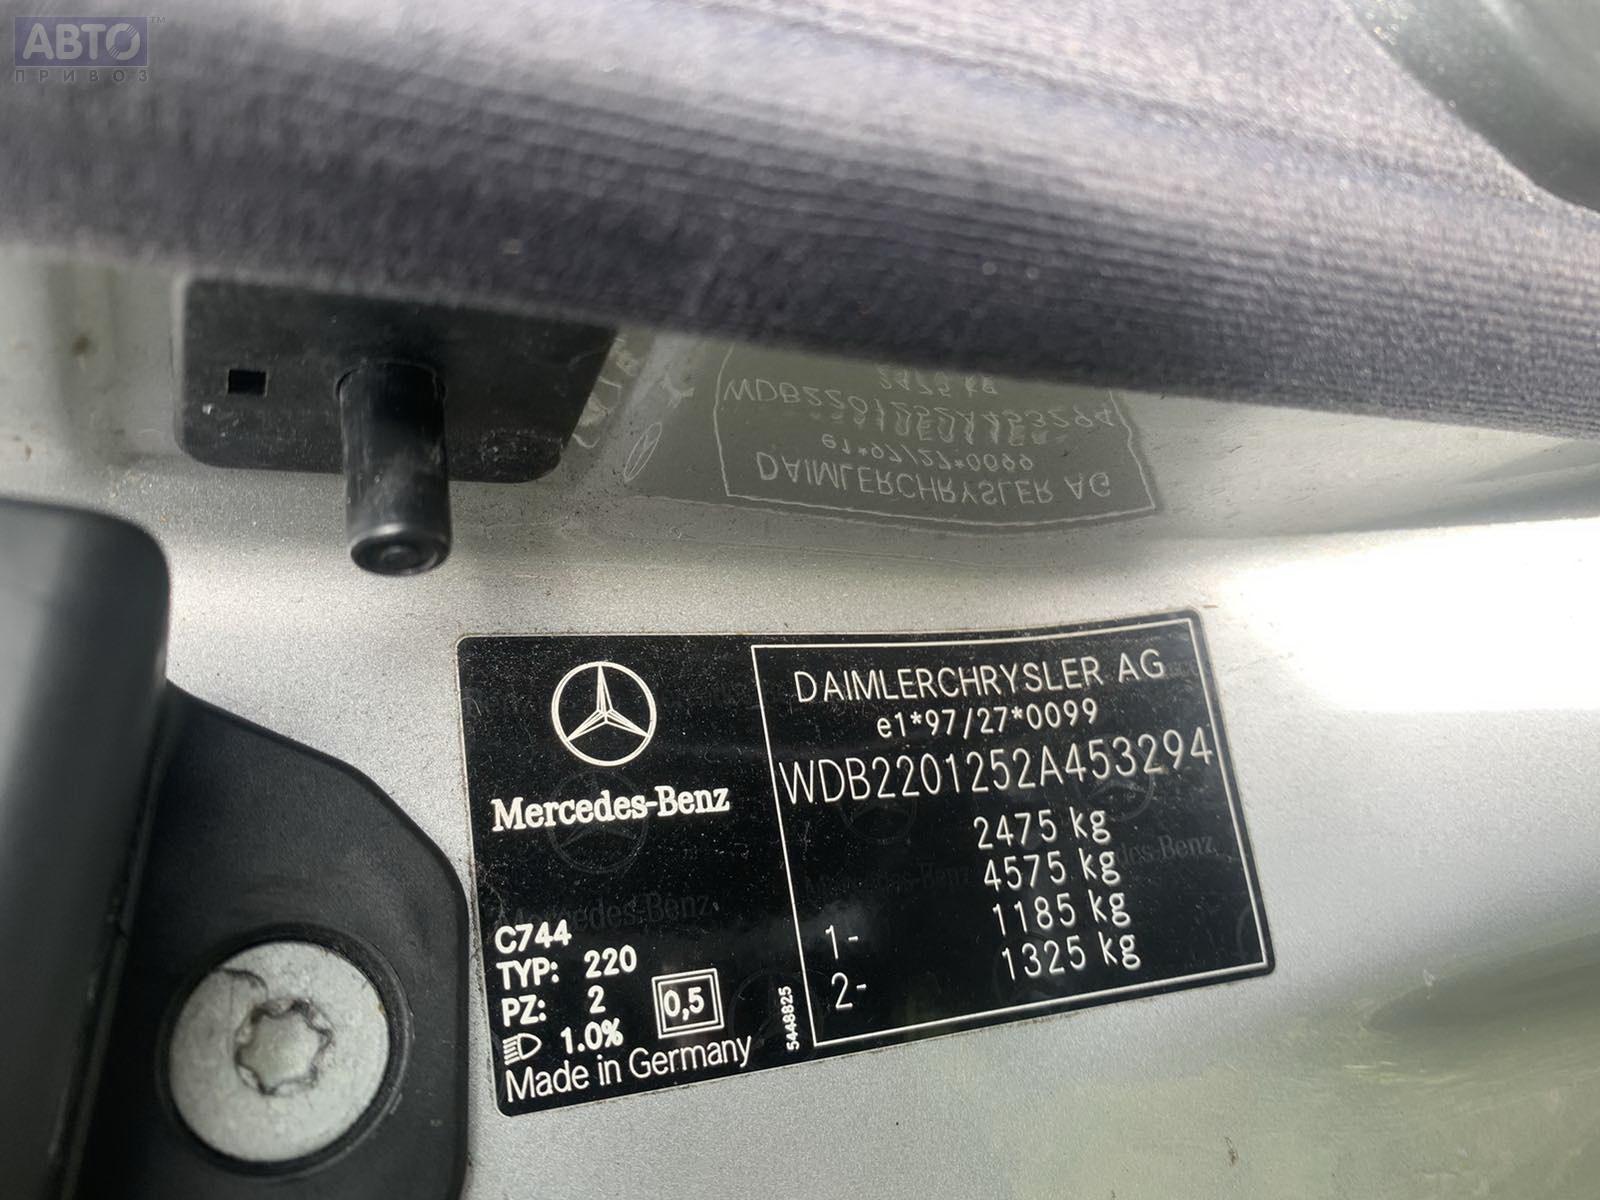 АВТО™
ПРИВОЗ
DAIMLERCHRYSLER AG
e1*97/27*0099
WDB2201252A453294
2475 kg
4575 kg
1- 1185 kg
2- 1325 kg
Mercedes-Benz
C744
TYP: 220
PZ: 2
0,5
1.0%
Made in Germany
5448825